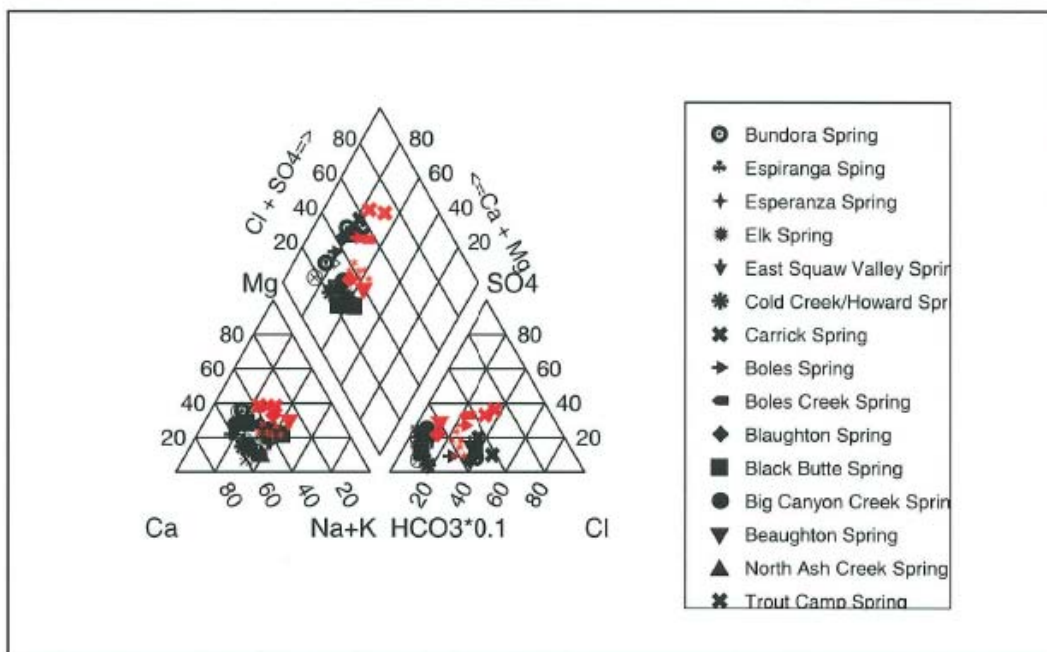 80 80
60 60
Cl + SO4=> <=Ca + Mg
40 40
20 20
Mg SO4
80 80
60 60
40 40
20 20
80 60 40 20 20 40 60 80
Ca Na+K HCO3*0.1 Cl
Bundora Spring
Espiranga Sping
Esperanza Spring
Elk Spring
East Squaw Valley Sprin
Cold Creek/Howard Spr
Carrick Spring
Boles Spring
Boles Creek Spring
Blaughton Spring
Black Butte Spring
Big Canyon Creek Sprin
Beaughton Spring
North Ash Creek Spring
Trout Camp Spring